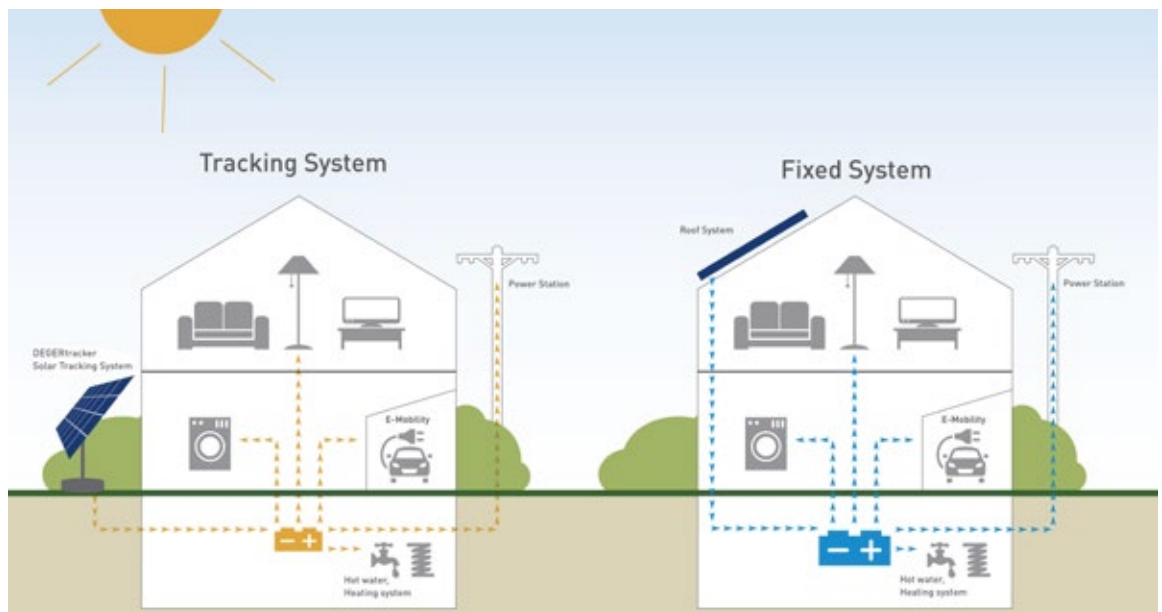 Tracking System
DEGERtracker
Solar Tracking System
Power Station
E-Mobility
Hot water,
Heating system
Fixed System
Roof System
Power Station
E-Mobility
Hot water,
Heating system